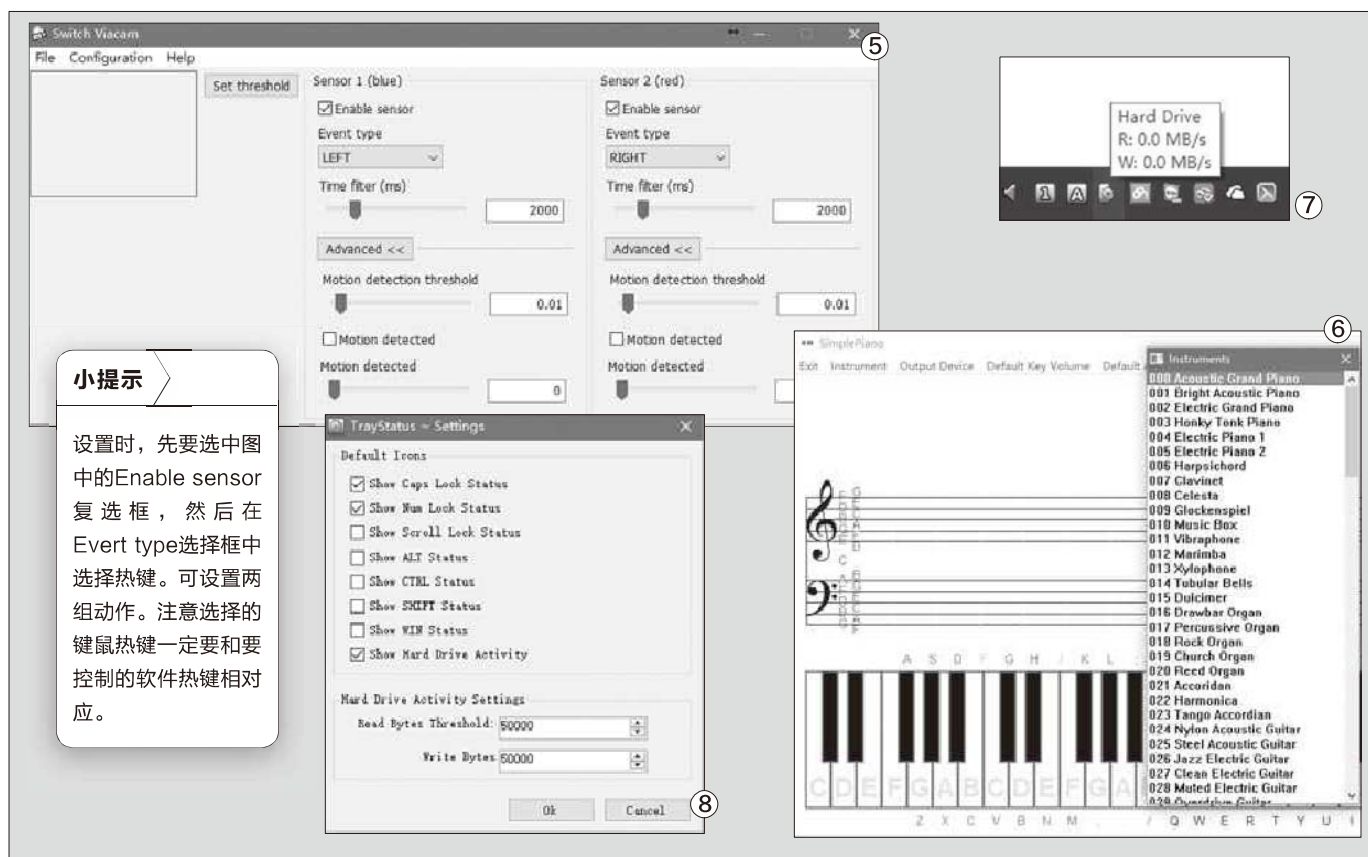 Switch Viacam
File Configuration Help
Set threshold
Sensor 1 (blue)
Enable sensor
Event type
LEFT
Time filter (ms)
2000
Advanced <<
Motion detection threshold
0.01
Motion detected
Motion detected
0
Sensor 2 (red)
Enable sensor
Event type
RIGHT
Time filter (ms)
2000
Advanced <<
Motion detection threshold
0.01
Motion detected
Motion detected
⑤
Hard Drive
R: 0.0 MB/s
W: 0.0 MB/s
1 A
⑦
小提示
设置时，先要选中图
中的Enable sensor
复选框，然后在
Evert type选择框中
选择热键。可设置两
组动作。注意选择的
键鼠热键一定要和要
控制的软件热键相对
应。
TrayStatus - Settings
Default Icons
Show Caps Lock Status
Show Num Lock Status
Show Scroll Lock Status
Show ALT Status
Show CTRL Status
Show SHIFT Status
Show WIN Status
Show Hard Drive Activity
Hard Drive Activity Settings
Read Bytes Threshold: 50000
Write Bytes 50000
Ok Cancel
⑧
⑥
SimplePiano
Exit Instrument Output Device Default Key Volume Default
Instruments
000 Acoustic Grand Piano
001 Bright Acoustic Piano
002 Electric Grand Piano
003 Honky Tonk Piano
004 Electric Piano 1
005 Electric Piano 2
006 Harpsichord
007 Clavinet
008 Celesta
009 Glockenspiel
010 Music Box
011 Vibraphone
012 Marimba
013 Xylophone
014 Tubular Bells
015 Dulcimer
016 Drawbar Organ
017 Percussive Organ
018 Rock Organ
019 Church Organ
020 Reed Organ
021 Accordian
022 Harmonica
023 Tango Accordian
024 Nylon Acoustic Guitar
025 Steel Acoustic Guitar
026 Jazz Electric Guitar
027 Clean Electric Guitar
028 Muted Electric Guitar
029 Overdrive Guitar
A S D F G H J K L ;
C D E F G A B C D E F G A
Z X C V B N M , . / Q W E R T Y U I